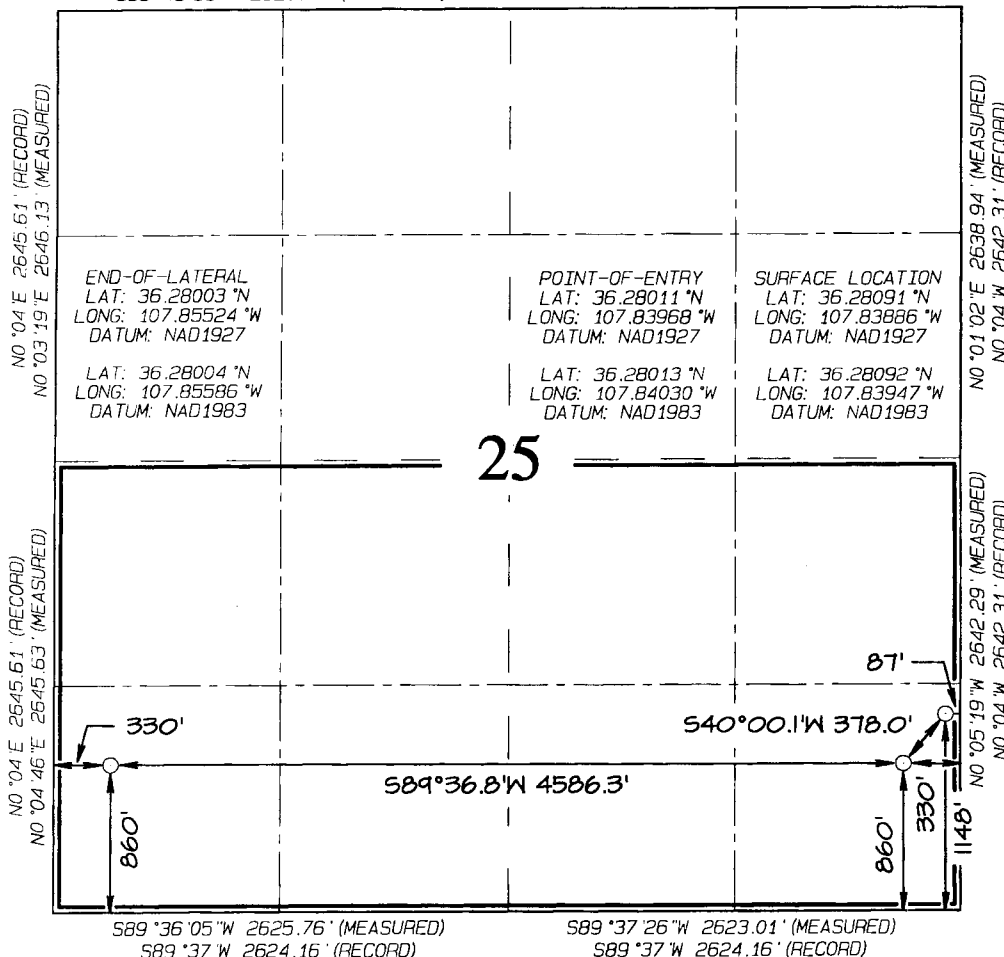 N0°04'E 2645.61' (RECORD)
N0°03'19"E 2646.13' (MEASURED)
N0°01'02"E 2638.94' (MEASURED)
N0°04'W 2642.31' (RECORD)
END-OF-LATERAL
LAT: 36.28003 °N
LONG: 107.85524 °W
DATUM: NAD1927
LAT: 36.28004 °N
LONG: 107.85586 °W
DATUM: NAD1983
POINT-OF-ENTRY
LAT: 36.28011 °N
LONG: 107.83968 °W
DATUM: NAD1927
LAT: 36.28013 °N
LONG: 107.84030 °W
DATUM: NAD1983
SURFACE LOCATION
LAT: 36.28091 °N
LONG: 107.83886 °W
DATUM: NAD1927
LAT: 36.28092 °N
LONG: 107.83947 °W
DATUM: NAD1983
25
N0°04'E 2645.61' (RECORD)
N0°04'46"E 2645.63' (MEASURED)
N0°05'19"W 2642.29' (MEASURED)
N0°04'W 2642.31' (RECORD)
87'
330'
S40°00.1'W 378.0'
S89°36.8'W 4586.3'
860'
860'
330'
1148'
S89°36'05"W 2625.76' (MEASURED)
S89°37'W 2624.16' (RECORD)
S89°37'26"W 2623.01' (MEASURED)
S89°37'W 2624.16' (RECORD)